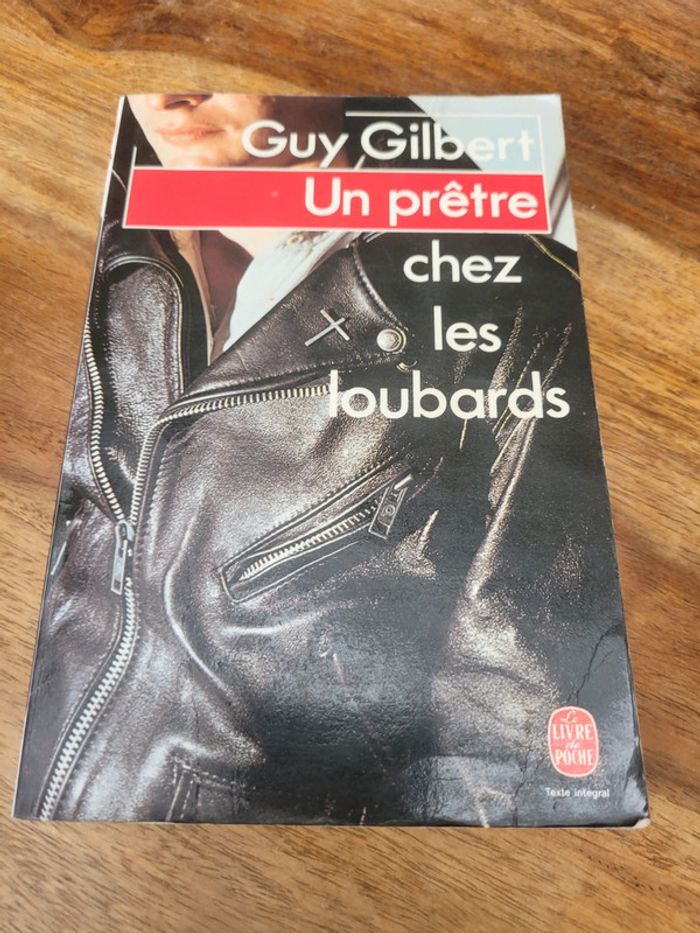 Guy Gilbert
Un prêtre
chez
les
loubards
Le
LIVRE
de
POCHE
Texte intégral